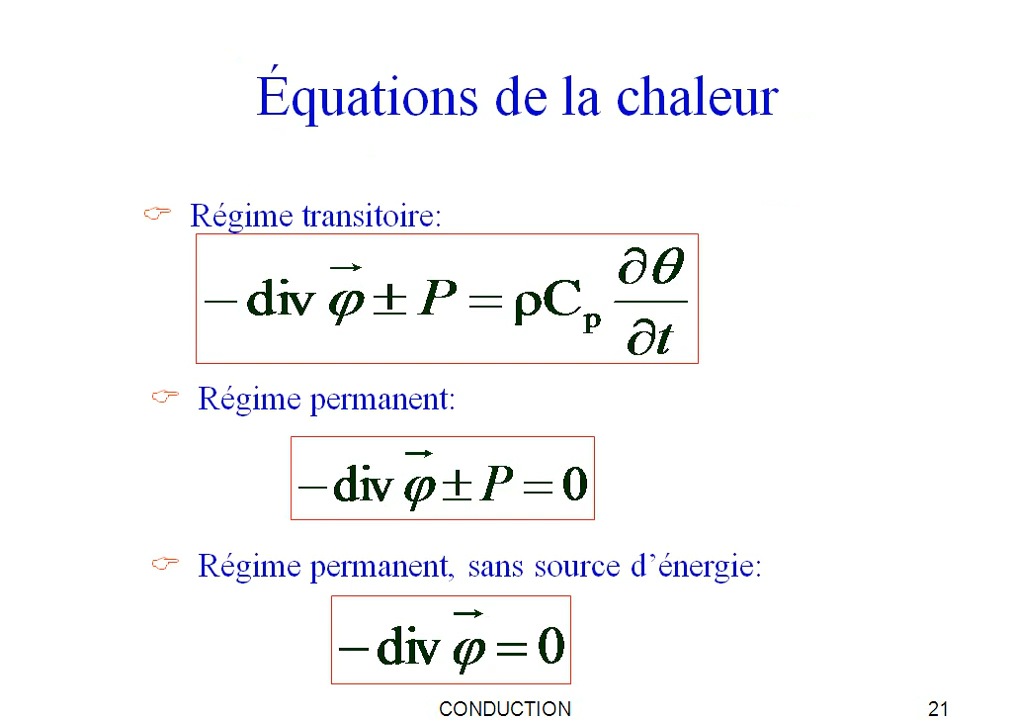 Équations de la chaleur
☞ Régime transitoire:
− div φ⃗ ± P = ρCₚ ∂θ/∂t
☞ Régime permanent:
− div φ⃗ ± P = 0
☞ Régime permanent, sans source d’énergie:
− div φ⃗ = 0
CONDUCTION 21